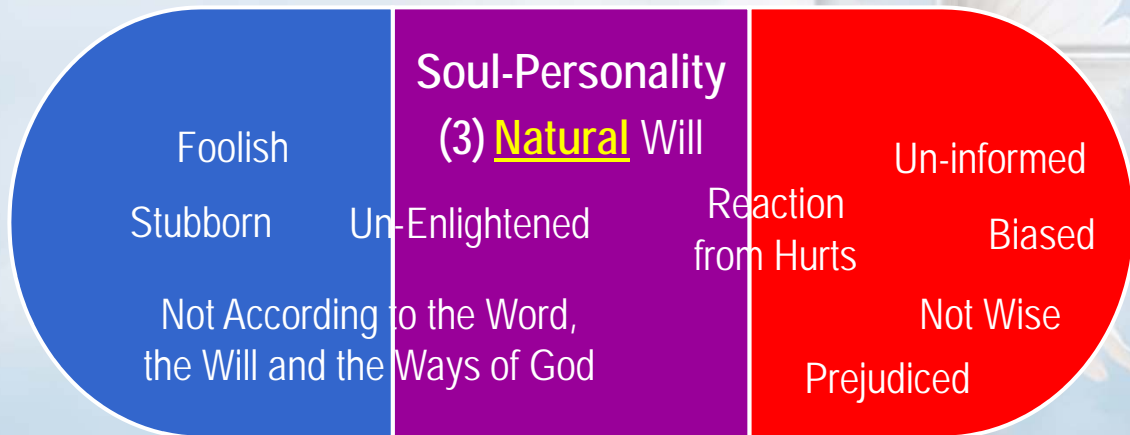 Soul-Personality
(3) Natural Will
Foolish
Stubborn
Un-Enlightened
Not According to the Word,
the Will and the Ways of God
Reaction
from Hurts
Un-informed
Biased
Not Wise
Prejudiced